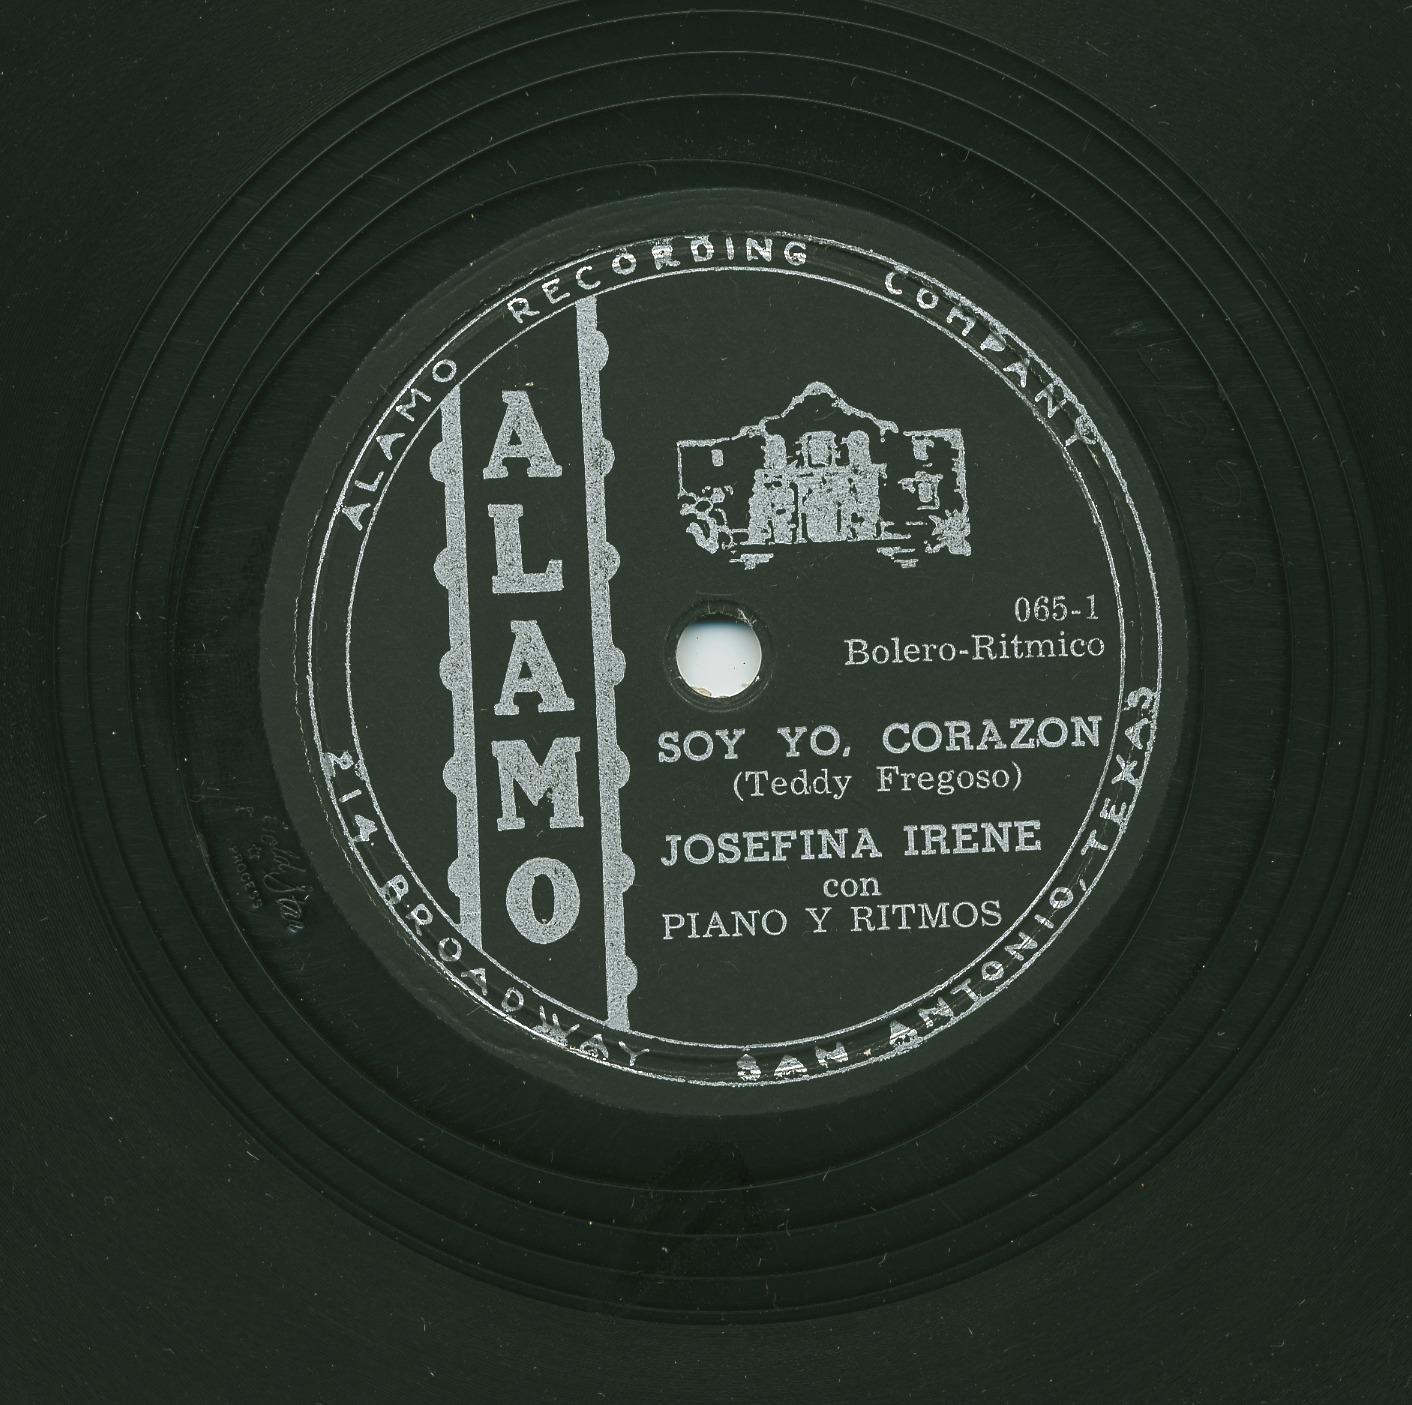 ALAMO RECORDING COMPANY
ALAMO
065-1
Bolero-Ritmico
SOY YO, CORAZON
(Teddy Fregoso)
JOSEFINA IRENE
con
PIANO Y RITMOS
214 BROADWAY SAN ANTONIO, TEXAS